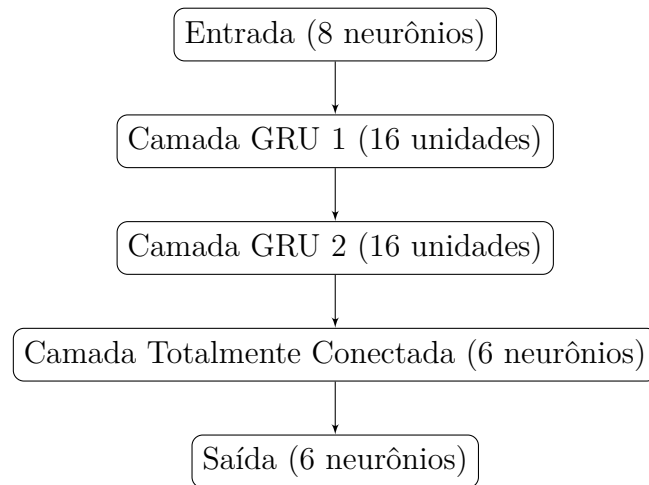 Entrada (8 neurônios)
Camada GRU 1 (16 unidades)
Camada GRU 2 (16 unidades)
Camada Totalmente Conectada (6 neurônios)
Saída (6 neurônios)